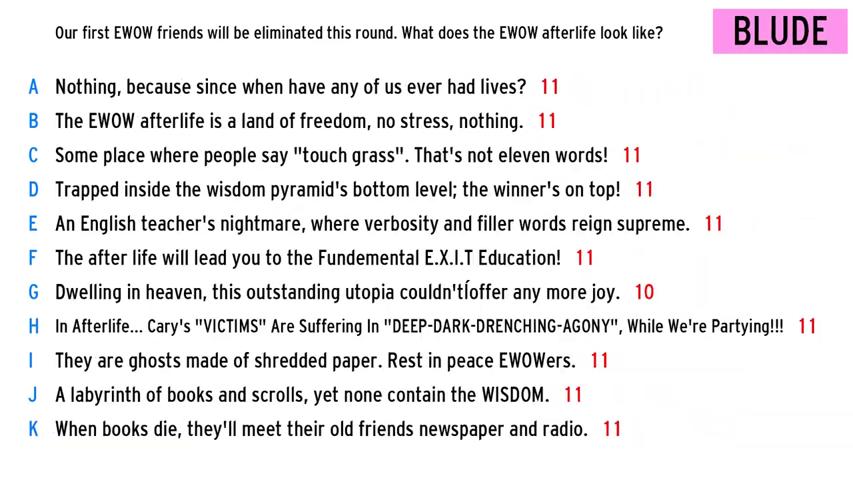 Our first EWOW friends will be eliminated this round. What does the EWOW afterlife look like?
BLUDE
A Nothing, because since when have any of us ever had lives? 11
B The EWOW afterlife is a land of freedom, no stress, nothing. 11
C Some place where people say "touch grass". That's not eleven words! 11
D Trapped inside the wisdom pyramid's bottom level; the winner's on top! 11
E An English teacher's nightmare, where verbosity and filler words reign supreme. 11
F The after life will lead you to the Fundemental E.X.I.T Education! 11
G Dwelling in heaven, this outstanding utopia couldn'tÍoffer any more joy. 10
H In Afterlife... Cary's "VICTIMS" Are Suffering In "DEEP-DARK-DRENCHING-AGONY", While We're Partying!!! 11
I They are ghosts made of shredded paper. Rest in peace EWOWers. 11
J A labyrinth of books and scrolls, yet none contain the WISDOM. 11
K When books die, they'll meet their old friends newspaper and radio. 11